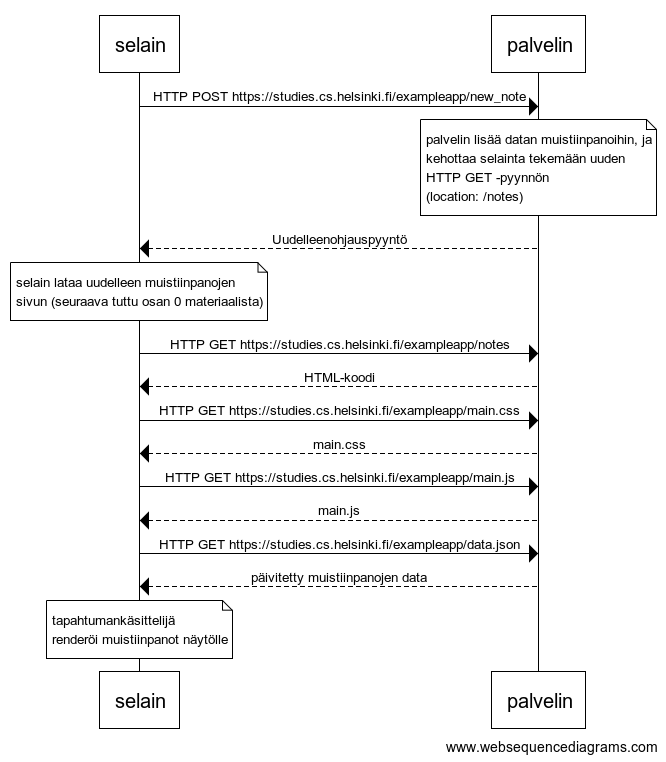 selain
palvelin
HTTP POST https://studies.cs.helsinki.fi/exampleapp/new_note
palvelin lisää datan muistiinpanoihin, ja
kehottaa selainta tekemään uuden
HTTP GET -pyynnön
(location: /notes)
Uudelleenohjauspyyntö
selain lataa uudelleen muistiinpanojen
sivun (seuraava tuttu osan 0 materiaalista)
HTTP GET https://studies.cs.helsinki.fi/exampleapp/notes
HTML-koodi
HTTP GET https://studies.cs.helsinki.fi/exampleapp/main.css
main.css
HTTP GET https://studies.cs.helsinki.fi/exampleapp/main.js
main.js
HTTP GET https://studies.cs.helsinki.fi/exampleapp/data.json
päivitetty muistiinpanojen data
tapahtumankäsittelijä
renderöi muistiinpanot näytölle
selain
palvelin
www.websequencediagrams.com